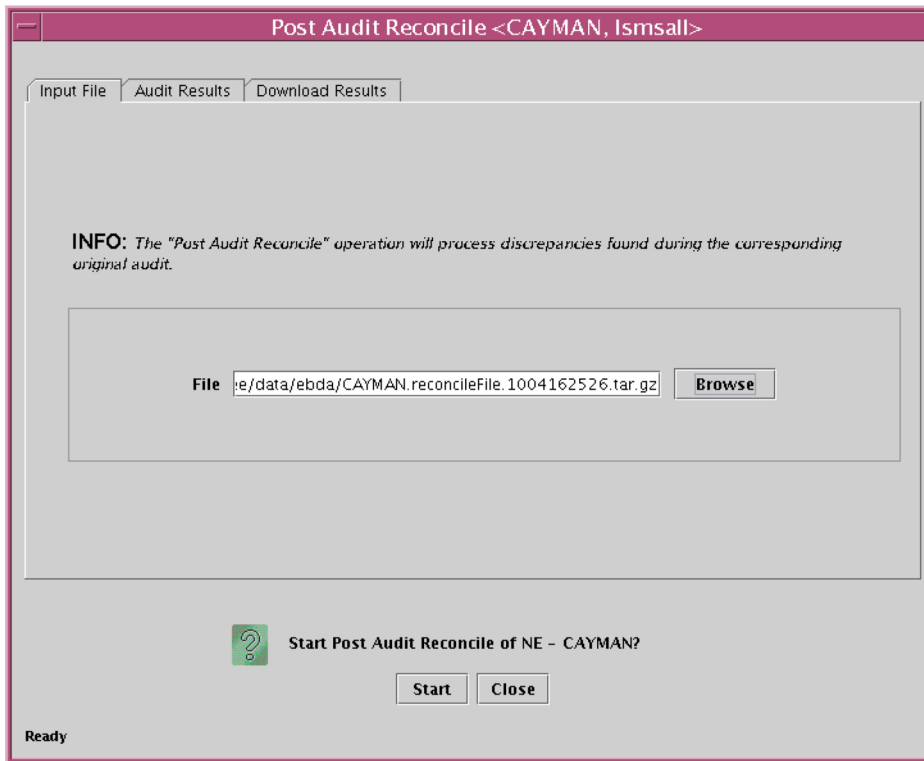 Post Audit Reconcile <CAYMAN, lsmsall>
Input File
Audit Results
Download Results
INFO: The "Post Audit Reconcile" operation will process discrepancies found during the corresponding
original audit.
File
e/data/ebda/CAYMAN.reconcileFile.1004162526.tar.gz
Browse
Start Post Audit Reconcile of NE - CAYMAN?
Start
Close
Ready